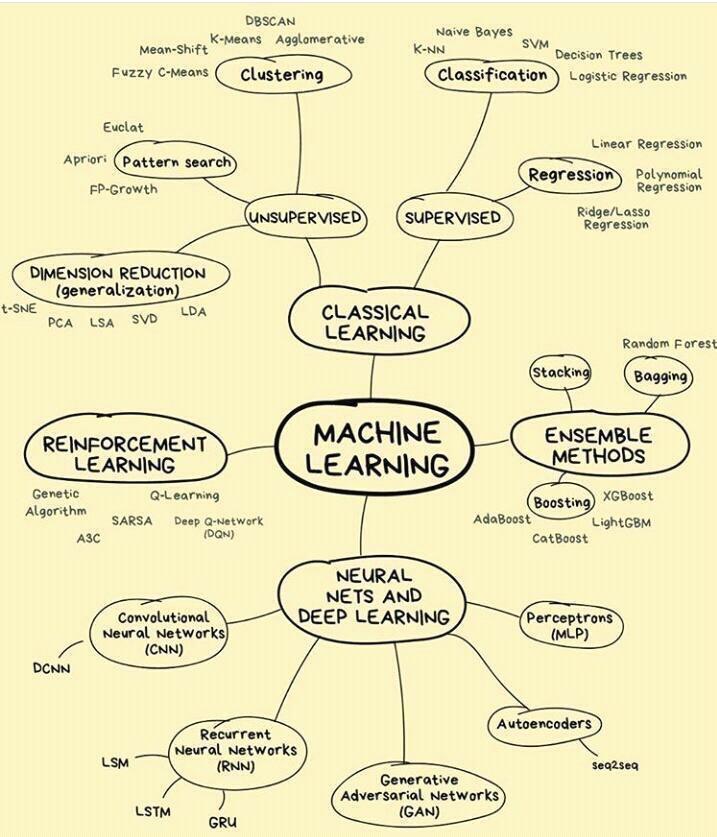 DBSCAN
Mean-Shift
K-Means
Agglomerative
Fuzzy C-Means
Clustering
Naive Bayes
K-NN
SVM
Decision Trees
Classification
Logistic Regression
Euclat
Apriori
Pattern search
FP-Growth
Linear Regression
Regression
Polynomial
Regression
Ridge/Lasso
Regression
UNSUPERVISED
SUPERVISED
DIMENSION REDUCTION
(generalization)
t-SNE
PCA
LSA
SVD
LDA
CLASSICAL
LEARNING
Random Forest
Stacking
Bagging
REINFORCEMENT
LEARNING
MACHINE
LEARNING
ENSEMBLE
METHODS
Genetic
Algorithm
Q-Learning
SARSA
Deep Q-Network
(DQN)
A3C
Boosting
XGBoost
AdaBoost
LightGBM
CatBoost
NEURAL
NETS AND
DEEP LEARNING
Convolutional
Neural Networks
(CNN)
DCNN
Perceptrons
(MLP)
Recurrent
Neural Networks
(RNN)
LSM
LSTM
GRU
Autoencoders
seq2seq
Generative
Adversarial Networks
(GAN)